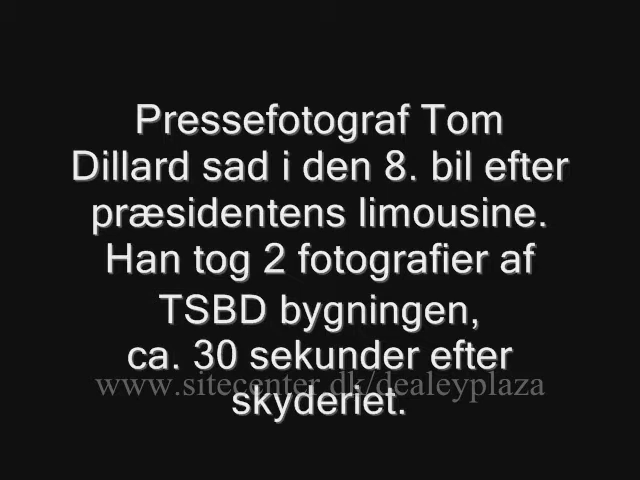 Pressefotograf Tom
Dillard sad i den 8. bil efter
præsidentens limousine.
Han tog 2 fotografier af
TSBD bygningen,
ca. 30 sekunder efter
www.sitecenter.dk/dealeyplaza
skyderiet.